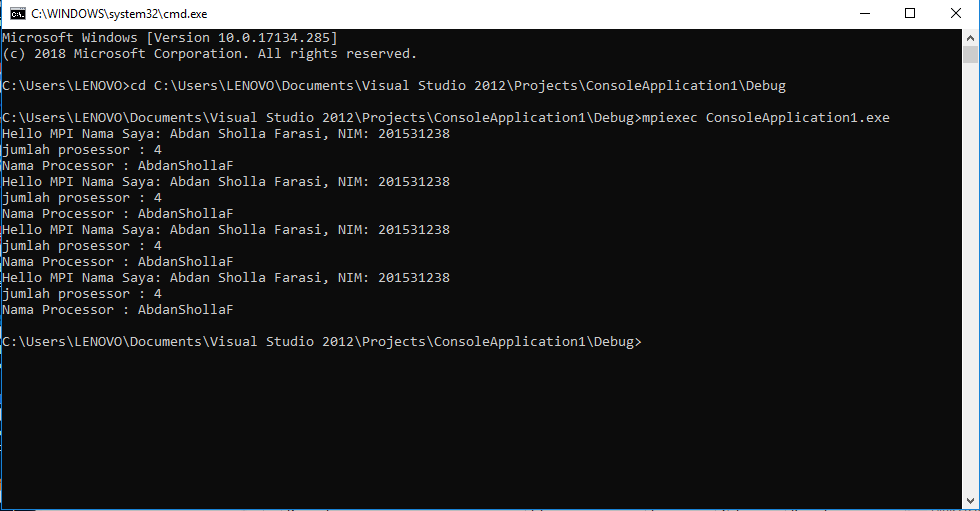 C:\WINDOWS\system32\cmd.exe
Microsoft Windows [Version 10.0.17134.285]
(c) 2018 Microsoft Corporation. All rights reserved.
C:\Users\LENOVO>cd C:\Users\LENOVO\Documents\Visual Studio 2012\Projects\ConsoleApplication1\Debug
C:\Users\LENOVO\Documents\Visual Studio 2012\Projects\ConsoleApplication1\Debug>mpiexec ConsoleApplication1.exe
Hello MPI Nama Saya: Abdan Sholla Farasi, NIM: 201531238
jumlah prosessor : 4
Nama Processor : AbdanShollaF
Hello MPI Nama Saya: Abdan Sholla Farasi, NIM: 201531238
jumlah prosessor : 4
Nama Processor : AbdanShollaF
Hello MPI Nama Saya: Abdan Sholla Farasi, NIM: 201531238
jumlah prosessor : 4
Nama Processor : AbdanShollaF
Hello MPI Nama Saya: Abdan Sholla Farasi, NIM: 201531238
jumlah prosessor : 4
Nama Processor : AbdanShollaF
C:\Users\LENOVO\Documents\Visual Studio 2012\Projects\ConsoleApplication1\Debug>